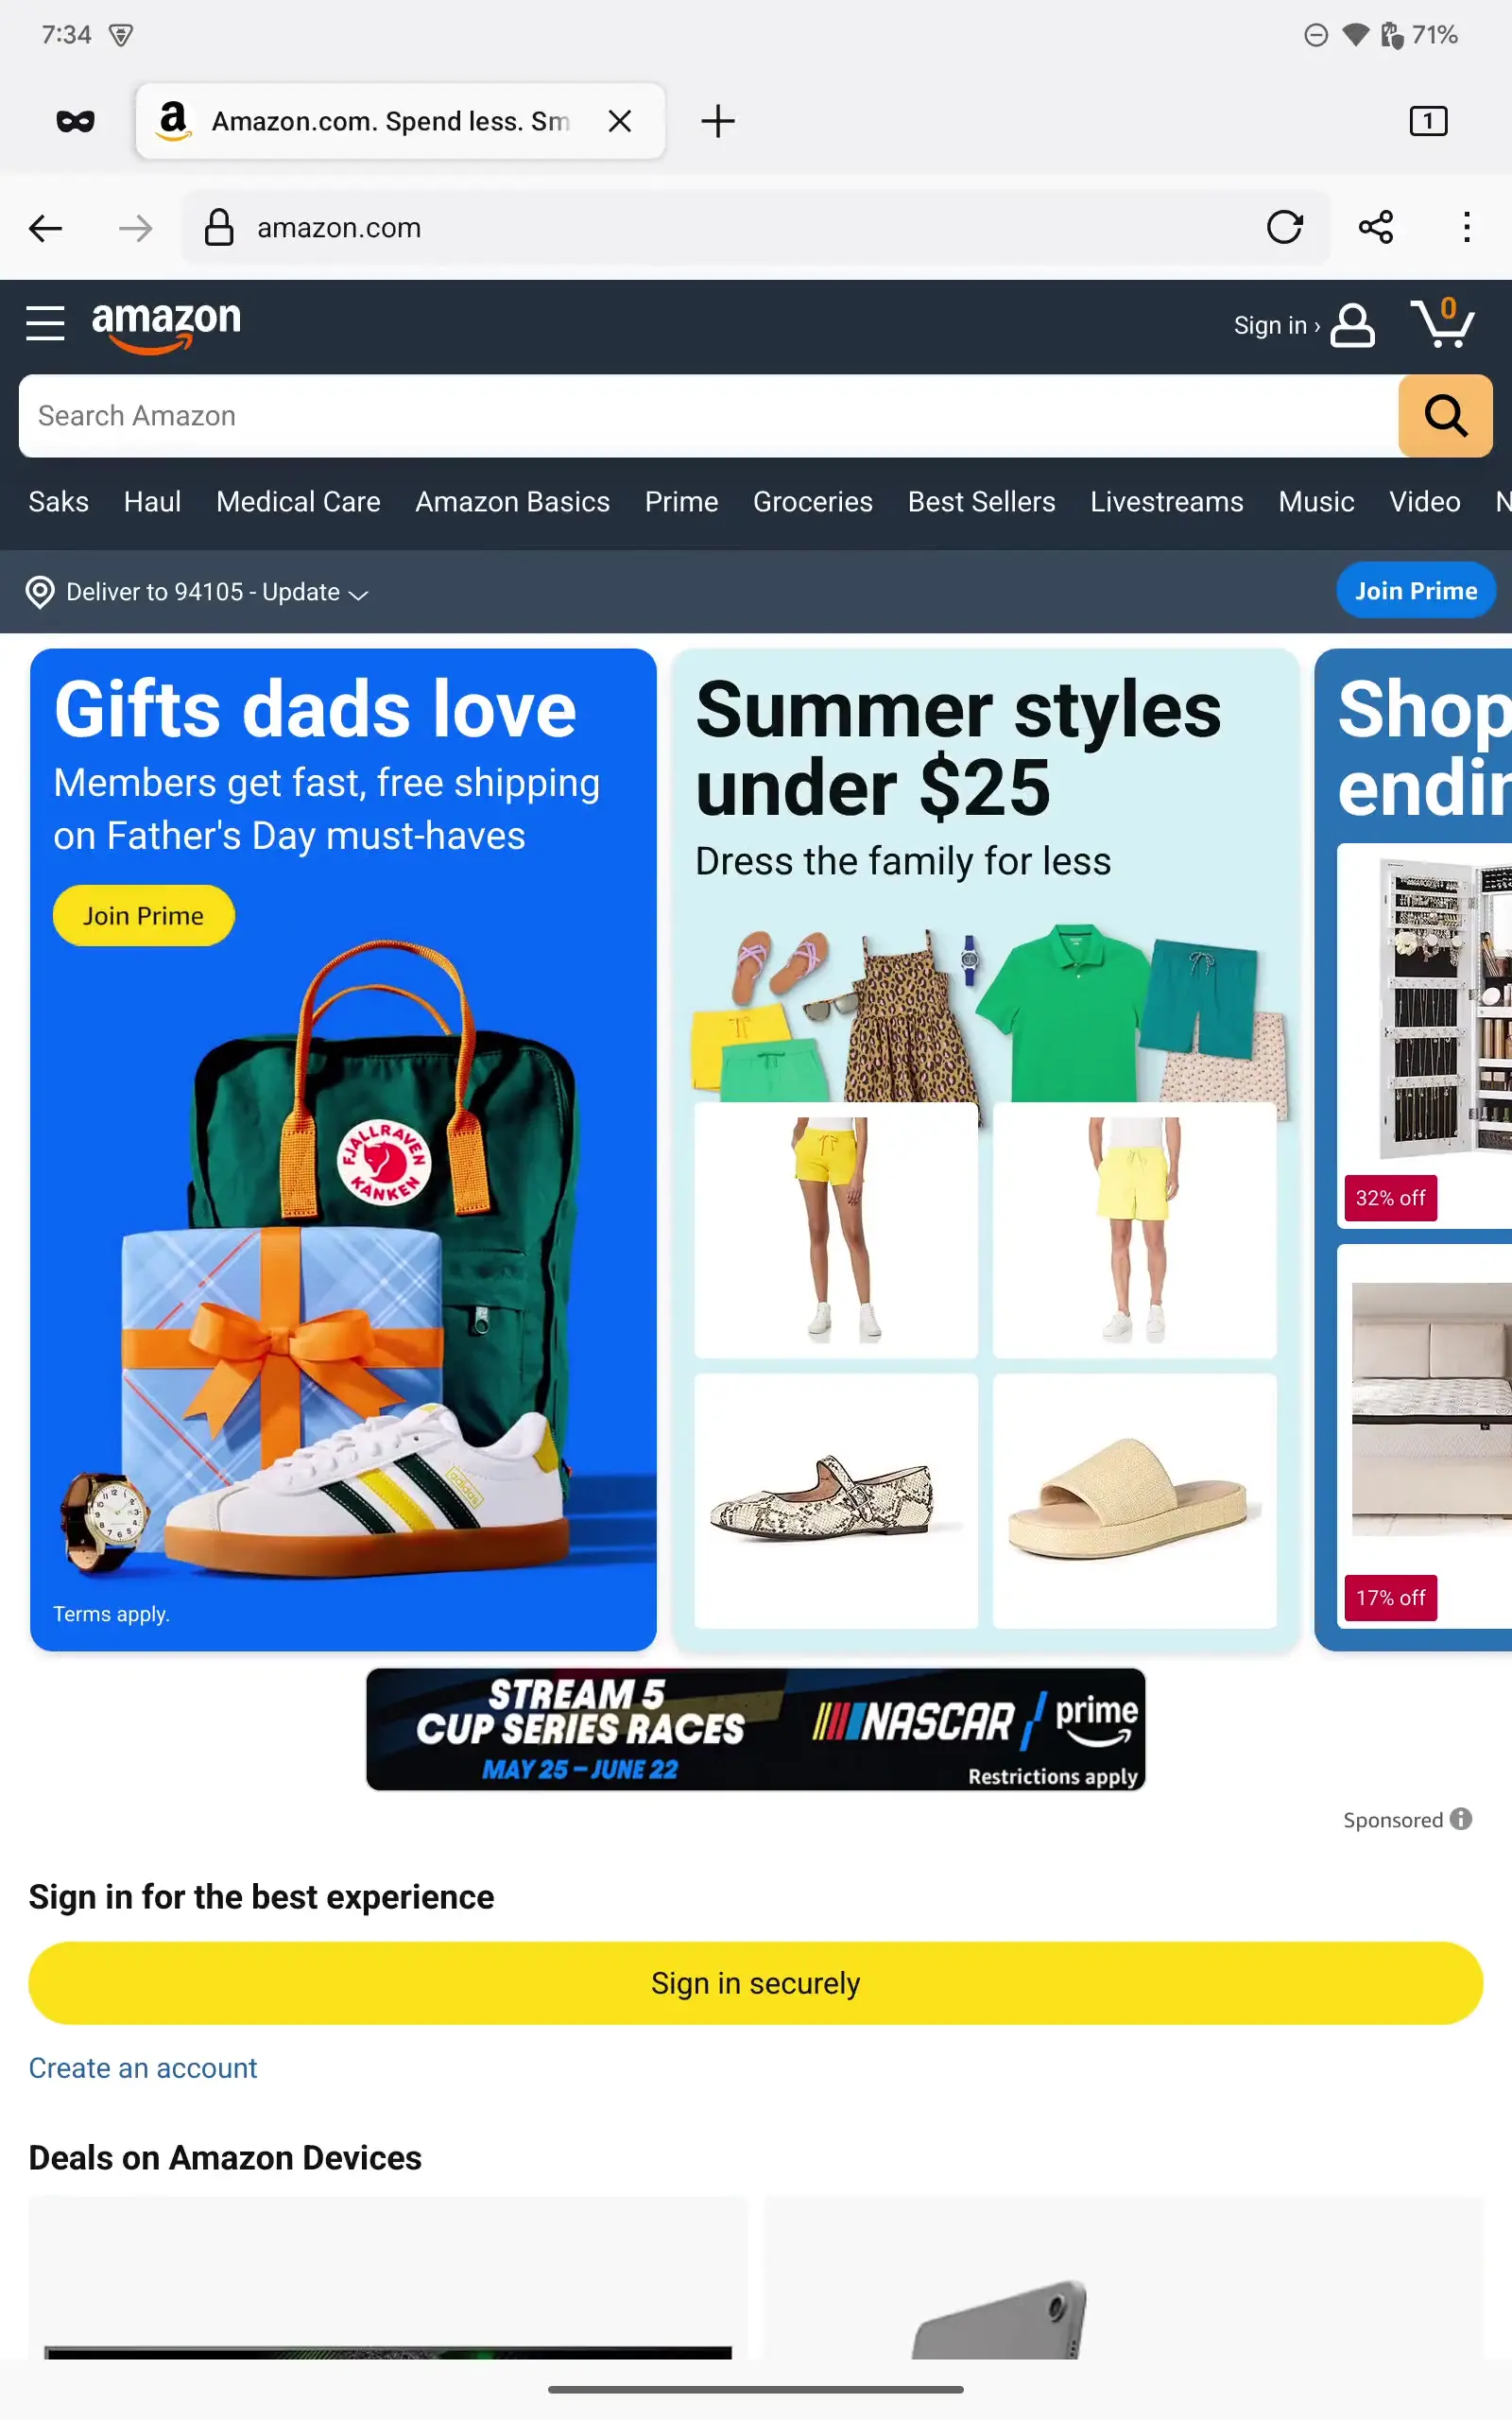 7:34
71%
Amazon.com. Spend less. Sm
1
amazon.com
amazon
Sign in ›
0
Search Amazon
Saks Haul Medical Care Amazon Basics Prime Groceries Best Sellers Livestreams Music Video N
Deliver to 94105 - Update
Join Prime
Gifts dads love
Members get fast, free shipping
on Father's Day must-haves
Join Prime
FJALLRAVEN
KANKEN
adidas
Terms apply.
Summer styles
under $25
Dress the family for less
Shop
endin
32% off
17% off
STREAM 5
CUP SERIES RACES
MAY 25 – JUNE 22
NASCAR / prime
Restrictions apply
Sponsored
Sign in for the best experience
Sign in securely
Create an account
Deals on Amazon Devices